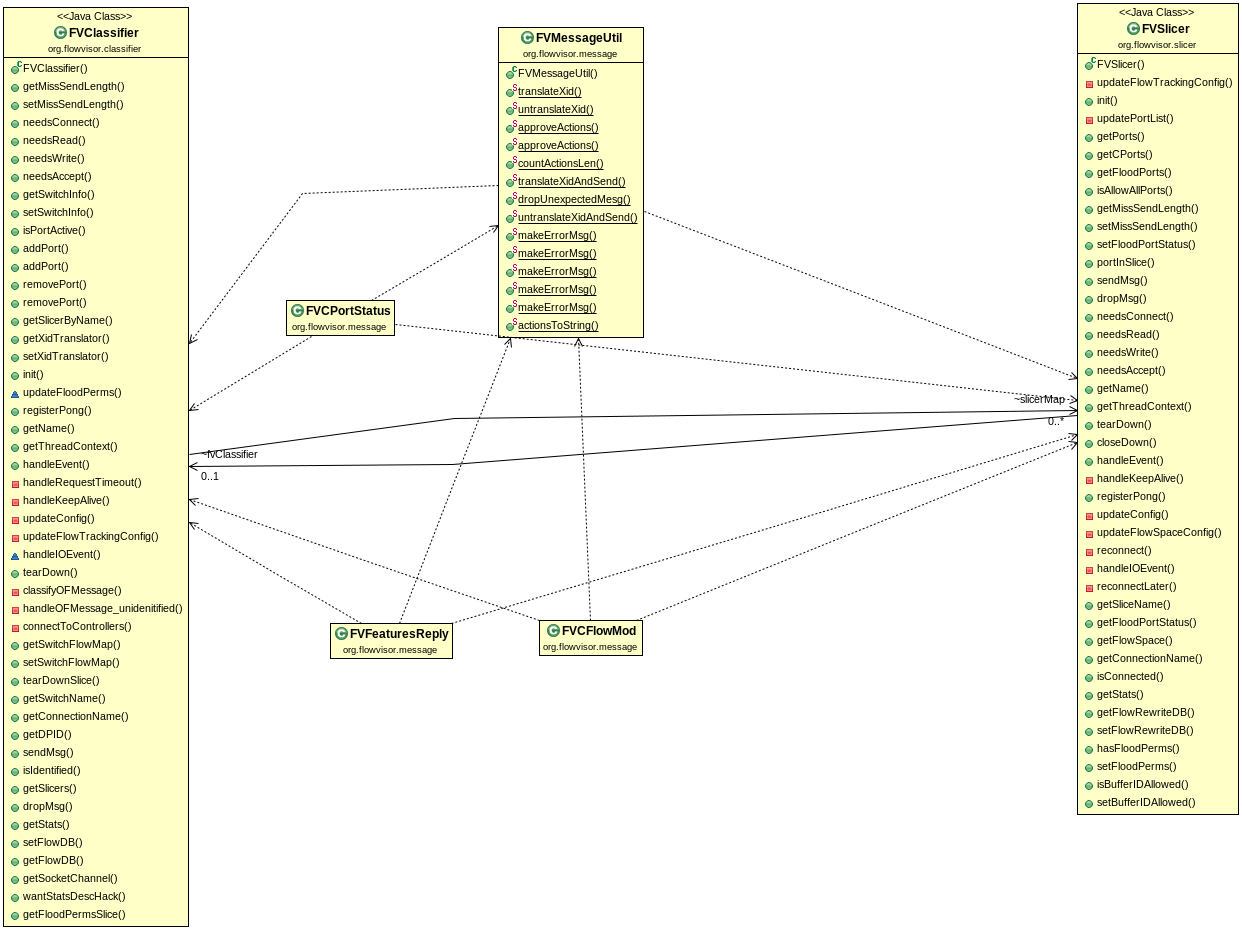 <<Java Class>>
FVClassifier
org.flowvisor.classifier
FVClassifier()
getMissSendLength()
setMissSendLength()
needsConnect()
needsRead()
needsWrite()
needsAccept()
getSwitchInfo()
setSwitchInfo()
isPortActive()
addPort()
addPort()
removePort()
removePort()
getSlicerByName()
getXidTranslator()
setXidTranslator()
init()
updateFloodPerms()
registerPong()
getName()
getThreadContext()
handleEvent()
handleRequestTimeout()
handleKeepAlive()
updateConfig()
updateFlowTrackingConfig()
handleIOEvent()
tearDown()
classifyOFMessage()
handleOFMessage_unidenitified()
connectToControllers()
getSwitchFlowMap()
setSwitchFlowMap()
tearDownSlice()
getSwitchName()
getConnectionName()
getDPID()
sendMsg()
isIdentified()
getSlicers()
dropMsg()
getStats()
setFlowDB()
getFlowDB()
getSocketChannel()
wantStatsDescHack()
getFloodPermsSlice()
FVMessageUtil
org.flowvisor.message
FVMessageUtil()
translateXid()
untranslateXid()
approveActions()
approveActions()
countActionsLen()
translateXidAndSend()
dropUnexpectedMesg()
untranslateXidAndSend()
makeErrorMsg()
makeErrorMsg()
makeErrorMsg()
makeErrorMsg()
makeErrorMsg()
actionsToString()
FVCPortStatus
org.flowvisor.message
~fvClassifier
0..1
~slicerMap
0..*
FVFeaturesReply
org.flowvisor.message
FVCFlowMod
org.flowvisor.message
<<Java Class>>
FVSlicer
org.flowvisor.slicer
FVSlicer()
updateFlowTrackingConfig()
init()
updatePortList()
getPorts()
getCPorts()
getFloodPorts()
isAllowAllPorts()
getMissSendLength()
setMissSendLength()
setFloodPortStatus()
portInSlice()
sendMsg()
dropMsg()
needsConnect()
needsRead()
needsWrite()
needsAccept()
getName()
getThreadContext()
tearDown()
closeDown()
handleEvent()
handleKeepAlive()
registerPong()
updateConfig()
updateFlowSpaceConfig()
reconnect()
handleIOEvent()
reconnectLater()
getSliceName()
getFloodPortStatus()
getFlowSpace()
getConnectionName()
isConnected()
getStats()
getFlowRewriteDB()
setFlowRewriteDB()
hasFloodPerms()
setFloodPerms()
isBufferIDAllowed()
setBufferIDAllowed()